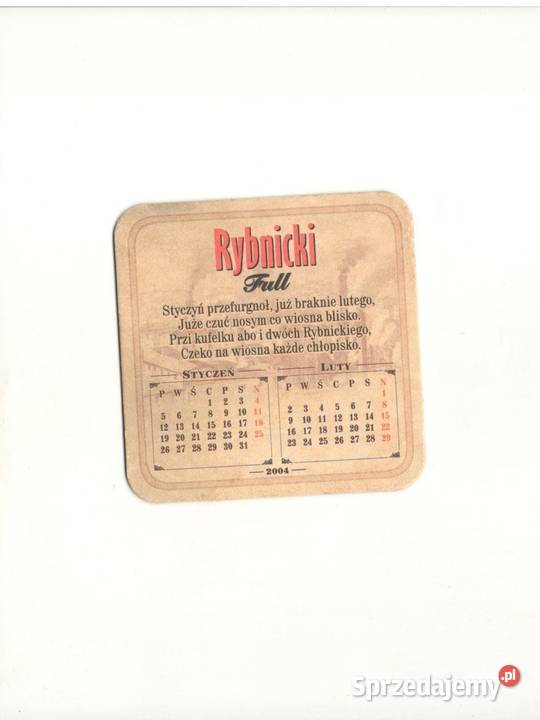 Rybnicki
Full
Styczyń przefurgnoł, już braknie lutego,
Juże czuć nosym co wiosna blisko.
Przi kufelku abo i dwóch Rybnickiego,
Czeko na wiosna każde chłopisko.
STYCZEŃ
P W Ś C P S N
1 2 3 4
5 6 7 8 9 10 11
12 13 14 15 16 17 18
19 20 21 22 23 24 25
26 27 28 29 30 31
LUTY
P W Ś C P S N
1
2 3 4 5 6 7 8
9 10 11 12 13 14 15
16 17 18 19 20 21 22
23 24 25 26 27 28 29
2004
Sprzedajemy.pl